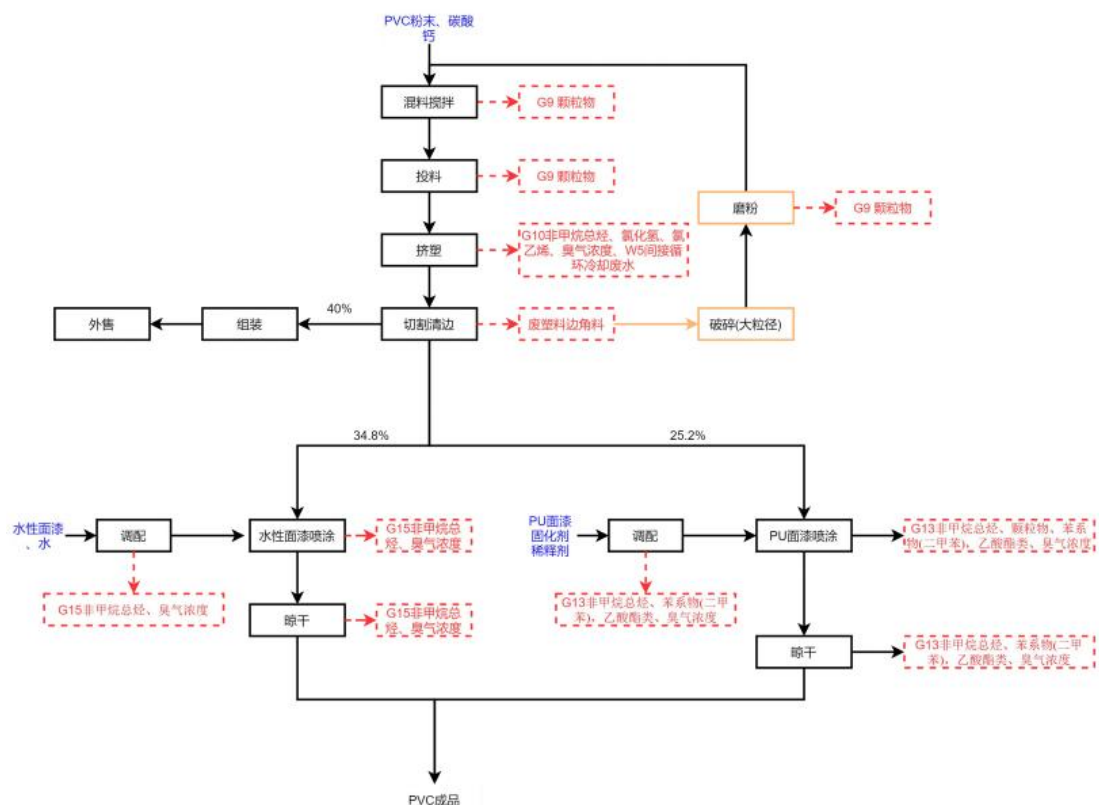 PVC粉末、碳酸
钙
混料搅拌
G9 颗粒物
投料
G9 颗粒物
磨粉
G9 颗粒物
挤塑
G10非甲烷总烃、氯化氢、氯
乙烯、臭气浓度、W5间接循
环冷却废水
外售
组装
40%
切割清边
废塑料边角料
破碎(大粒径)
34.8%
25.2%
水性面漆
、水
调配
水性面漆喷涂
G15非甲烷总
烃、臭气浓度
PU面漆
固化剂
稀释剂
调配
PU面漆喷涂
G13非甲烷总烃、颗粒物、苯系
物(二甲苯)，乙酸酯类、臭气浓度
G15非甲烷总烃、臭气浓度
晾干
G15非甲烷总
烃、臭气浓度
G13非甲烷总烃、苯系物(二甲
苯)，乙酸酯类、臭气浓度
晾干
G13非甲烷总烃、苯系物(二甲
苯)，乙酸酯类、臭气浓度
PVC成品